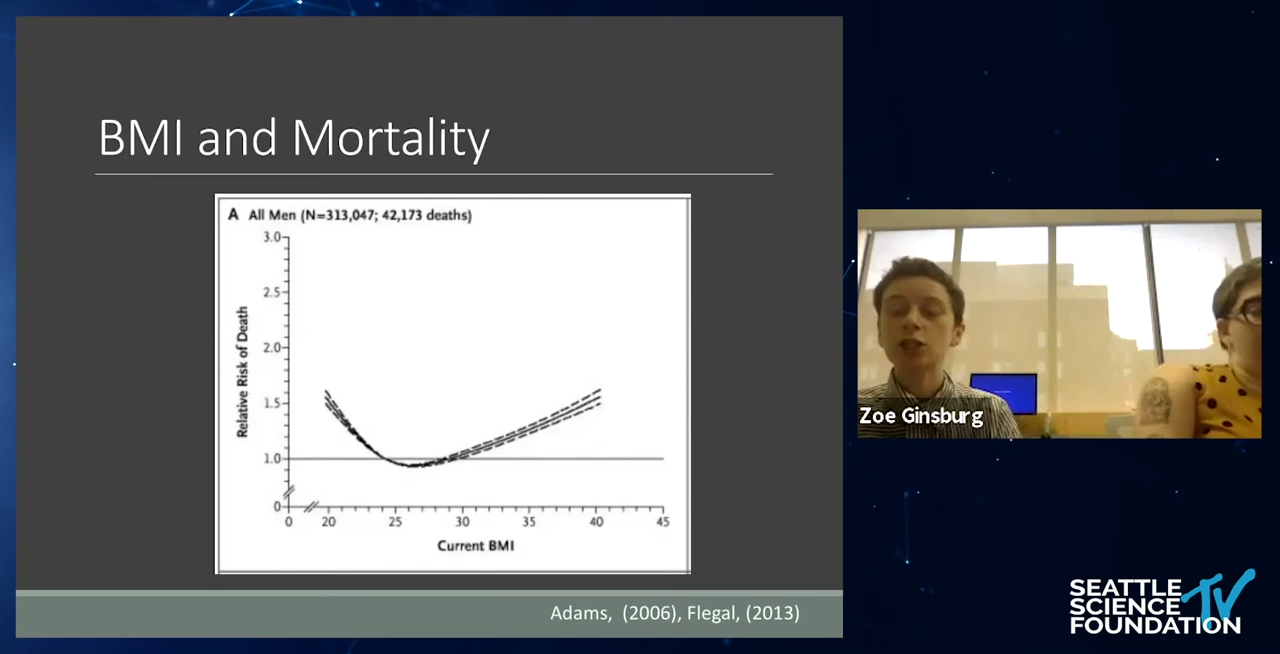 BMI and Mortality
A All Men (N=313,047; 42,173 deaths)
3.0
2.5
2.0
1.5
1.0
0
Relative Risk of Death
0 20 25 30 35 40 45
Current BMI
Adams, (2006), Flegal, (2013)
Zoe Ginsburg
SEATTLE
SCIENCE TV
FOUNDATION